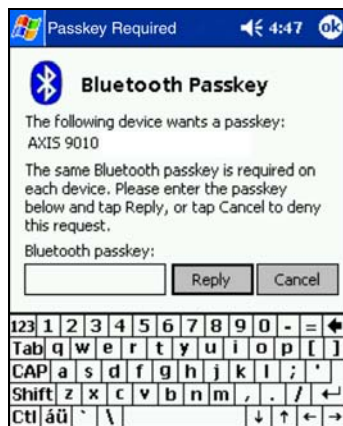 Passkey Required 4:47 ok
Bluetooth Passkey
The following device wants a passkey:
AXIS 9010
The same Bluetooth passkey is required on
each device. Please enter the passkey
below and tap Reply, or tap Cancel to deny
this request.
Bluetooth passkey:
Reply Cancel
123 1 2 3 4 5 6 7 8 9 0 - =
Tab q w e r t y u i o p [ ]
CAP a s d f g h j k l ; '
Shift z x c v b n m , . /
Ctl áü ` \